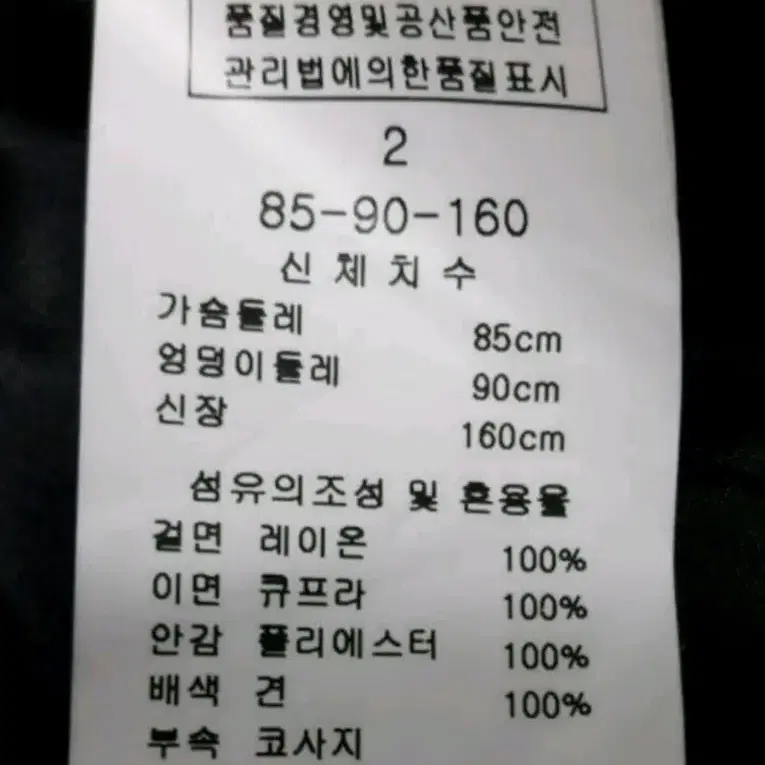 품질경영및공산품안전
관리법에의한품질표시
2
85-90-160
신체치수
가슴둘레 85cm
엉덩이둘레 90cm
신장 160cm
섬유의조성 및 혼용율
겉면 레이온 100%
이면 큐프라 100%
안감 폴리에스터 100%
배색 견 100%
부속 코사지